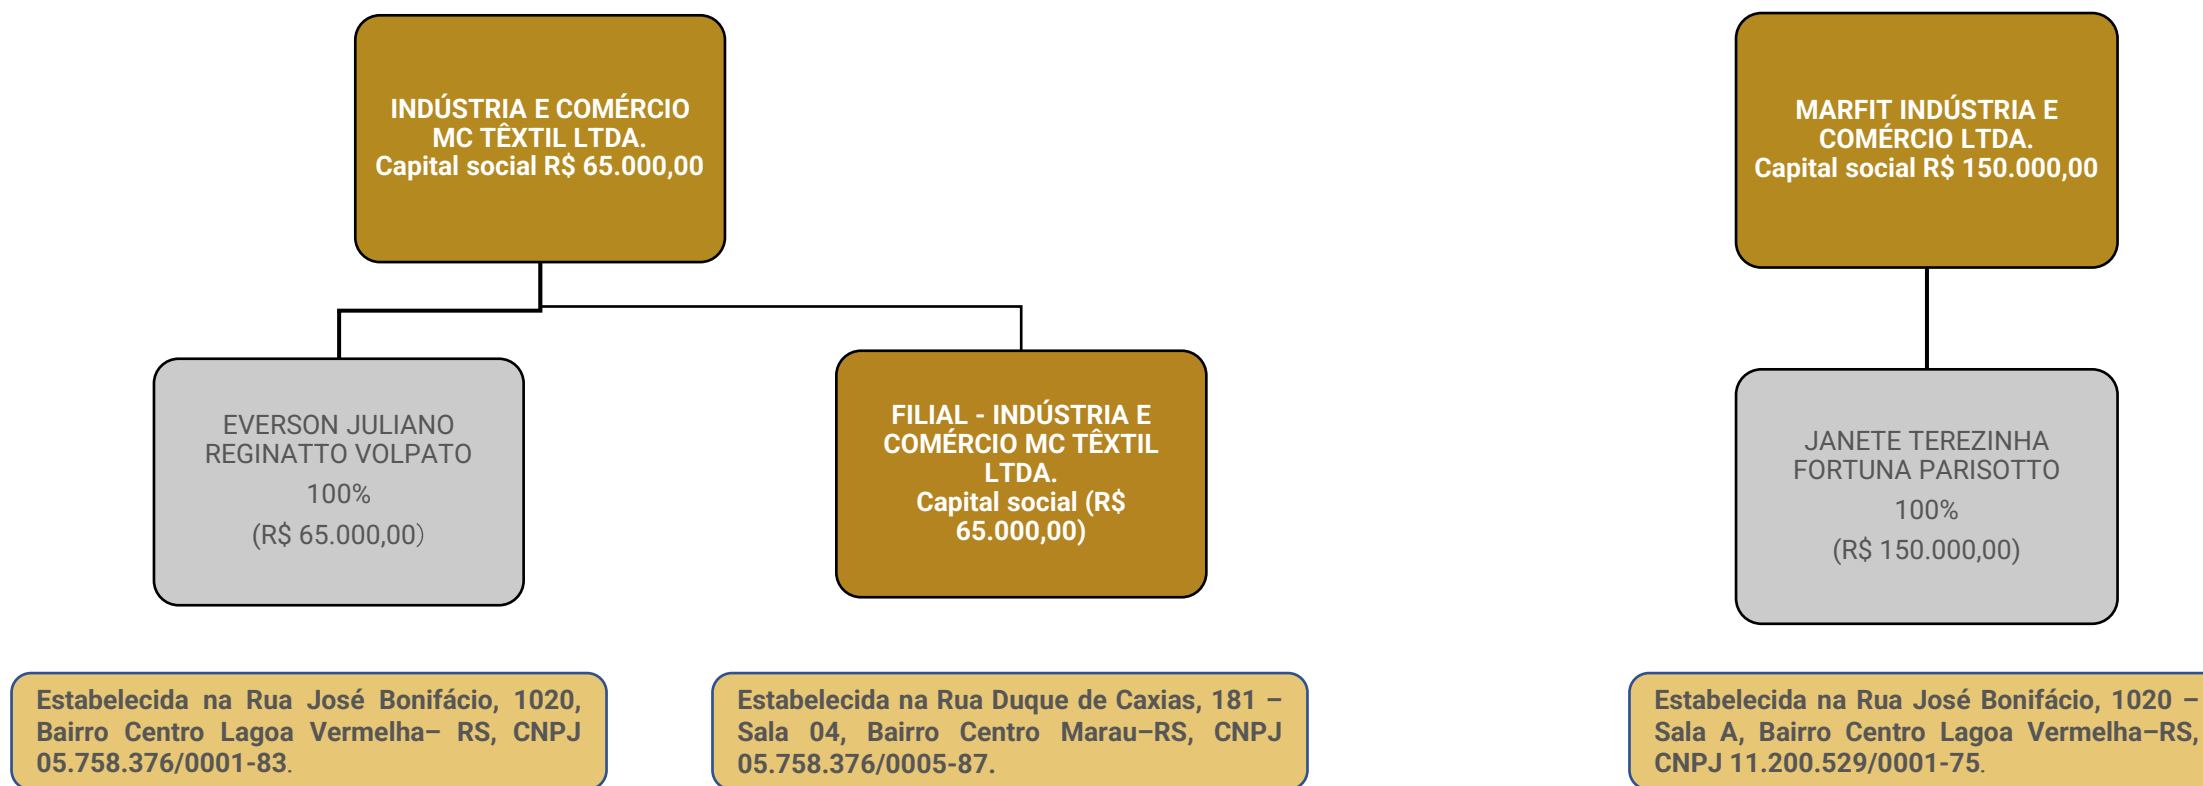 INDÚSTRIA E COMÉRCIO
MC TÊXTIL LTDA.
Capital social R$ 65.000,00
MARFIT INDÚSTRIA E
COMÉRCIO LTDA.
Capital social R$ 150.000,00
EVERSON JULIANO
REGINATTO VOLPATO
100%
(R$ 65.000,00)
FILIAL - INDÚSTRIA E
COMÉRCIO MC TÊXTIL
LTDA.
Capital social (R$
65.000,00)
JANETE TEREZINHA
FORTUNA PARISOTTO
100%
(R$ 150.000,00)
Estabelecida na Rua José Bonifácio, 1020,
Bairro Centro Lagoa Vermelha– RS, CNPJ
05.758.376/0001-83.
Estabelecida na Rua Duque de Caxias, 181 –
Sala 04, Bairro Centro Marau–RS, CNPJ
05.758.376/0005-87.
Estabelecida na Rua José Bonifácio, 1020 –
Sala A, Bairro Centro Lagoa Vermelha–RS,
CNPJ 11.200.529/0001-75.